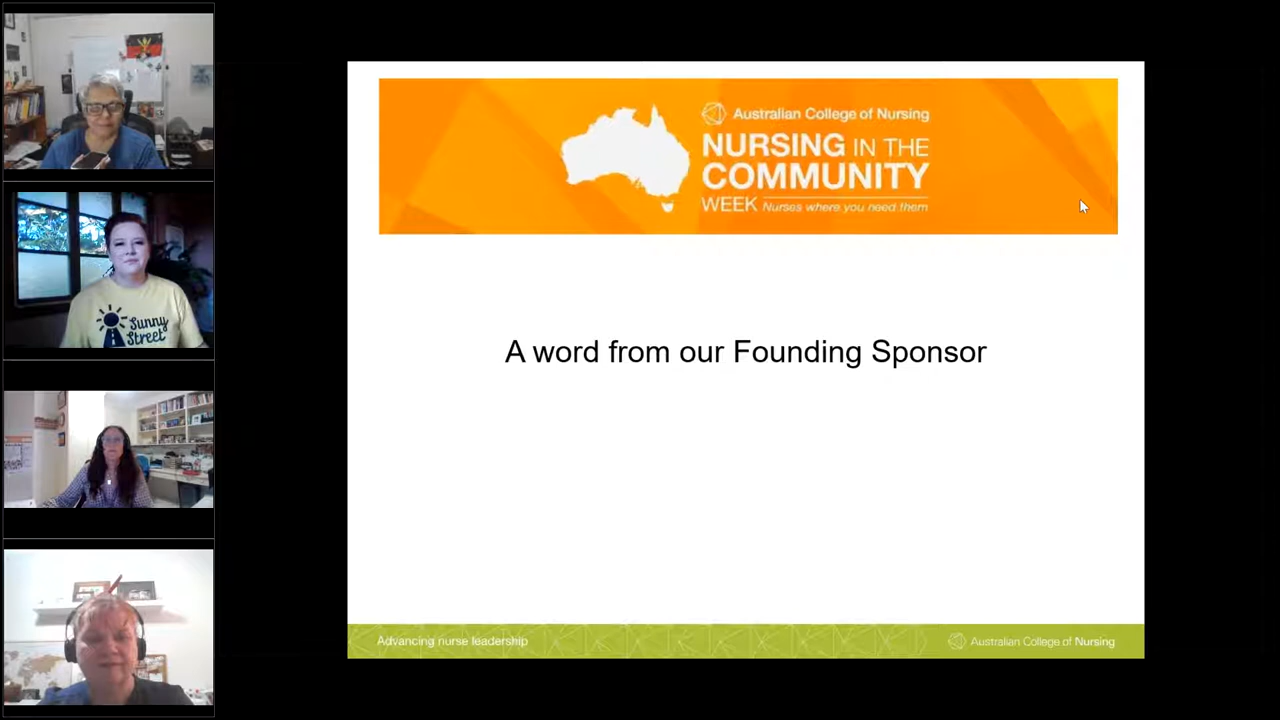 Sunny
Street
Australian College of Nursing
NURSING IN THE
COMMUNITY
WEEK Nurses where you need them
A word from our Founding Sponsor
Advancing nurse leadership
Australian College of Nursing